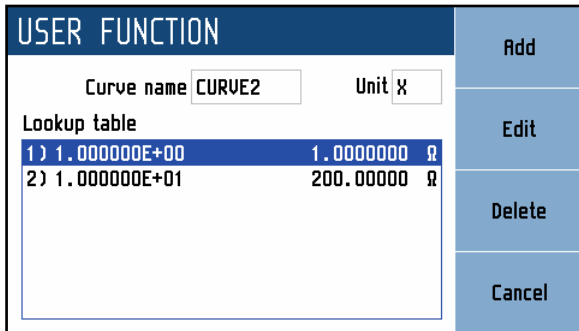 USER FUNCTION
Curve name CURVE2 Unit X
Lookup table
1) 1.000000E+00 1.0000000 Ω
2) 1.000000E+01 200.00000 Ω
Add
Edit
Delete
Cancel